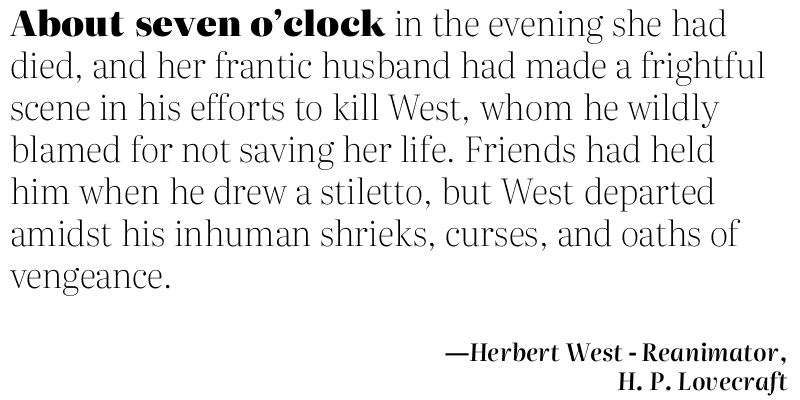 About seven o’clock in the evening she had
died, and her frantic husband had made a frightful
scene in his efforts to kill West, whom he wildly
blamed for not saving her life. Friends had held
him when he drew a stiletto, but West departed
amidst his inhuman shrieks, curses, and oaths of
vengeance.
—Herbert West - Reanimator,
H. P. Lovecraft